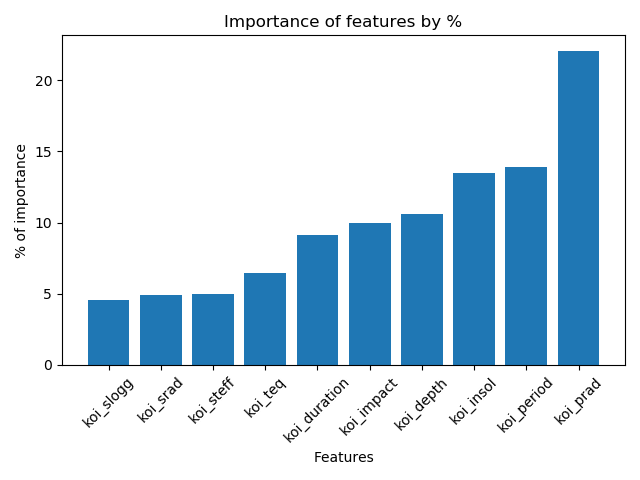 Importance of features by %
% of importance
20
15
10
5
0
koi_slogg
koi_srad
koi_steff
koi_teq
koi_duration
koi_impact
koi_depth
koi_insol
koi_period
koi_prad
Features